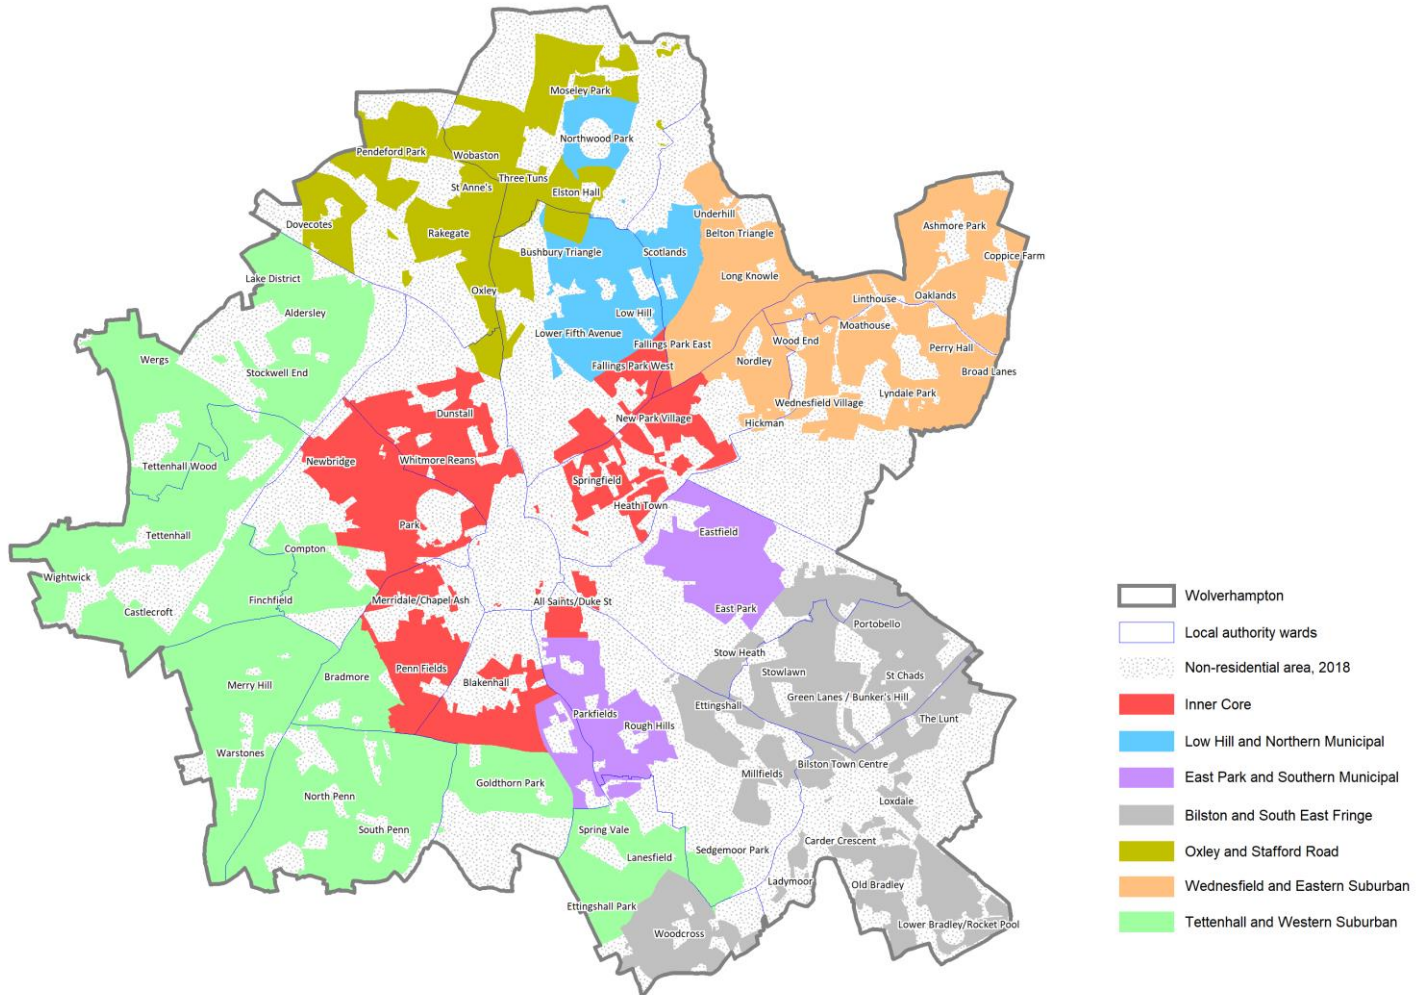 Moseley Park
Northwood Park
Pendeford Park
Wobaston
Three Tuns
St Anne's
Elston Hall
Underhill
Dovecotes
Rakegate
Belton Triangle
Ashmore Park
Bushbury Triangle
Scotlands
Coppice Farm
Lake District
Long Knowle
Oxley
Linthouse
Oaklands
Aldersley
Low Hill
Moathouse
Lower Fifth Avenue
Wood End
Fallings Park East
Perry Hall
Wergs
Nordley
Stockwell End
Fallings Park West
Broad Lanes
Lyndale Park
Wednesfield Village
Dunstall
New Park Village
Hickman
Newbridge
Whitmore Reans
Tettenhall Wood
Springfield
Heath Town
Park
Eastfield
Tettenhall
Compton
Wightwick
Finchfield
Merridale/Chapel Ash
All Saints/Duke St
East Park
Castlecroft
Portobello
Stow Heath
Stowlawn
St Chads
Penn Fields
Bradmore
Merry Hill
Blakenhall
Green Lanes / Bunker's Hill
Ettingshall
Parkfields
The Lunt
Rough Hills
Warstones
Bilston Town Centre
Millfields
Goldthorn Park
North Penn
Loxdale
South Penn
Spring Vale
Carder Crescent
Sedgemoor Park
Lanesfield
Ladymoor
Old Bradley
Ettingshall Park
Lower Bradley/Rocket Pool
Woodcross
Wolverhampton
Local authority wards
Non-residential area, 2018
Inner Core
Low Hill and Northern Municipal
East Park and Southern Municipal
Bilston and South East Fringe
Oxley and Stafford Road
Wednesfield and Eastern Suburban
Tettenhall and Western Suburban